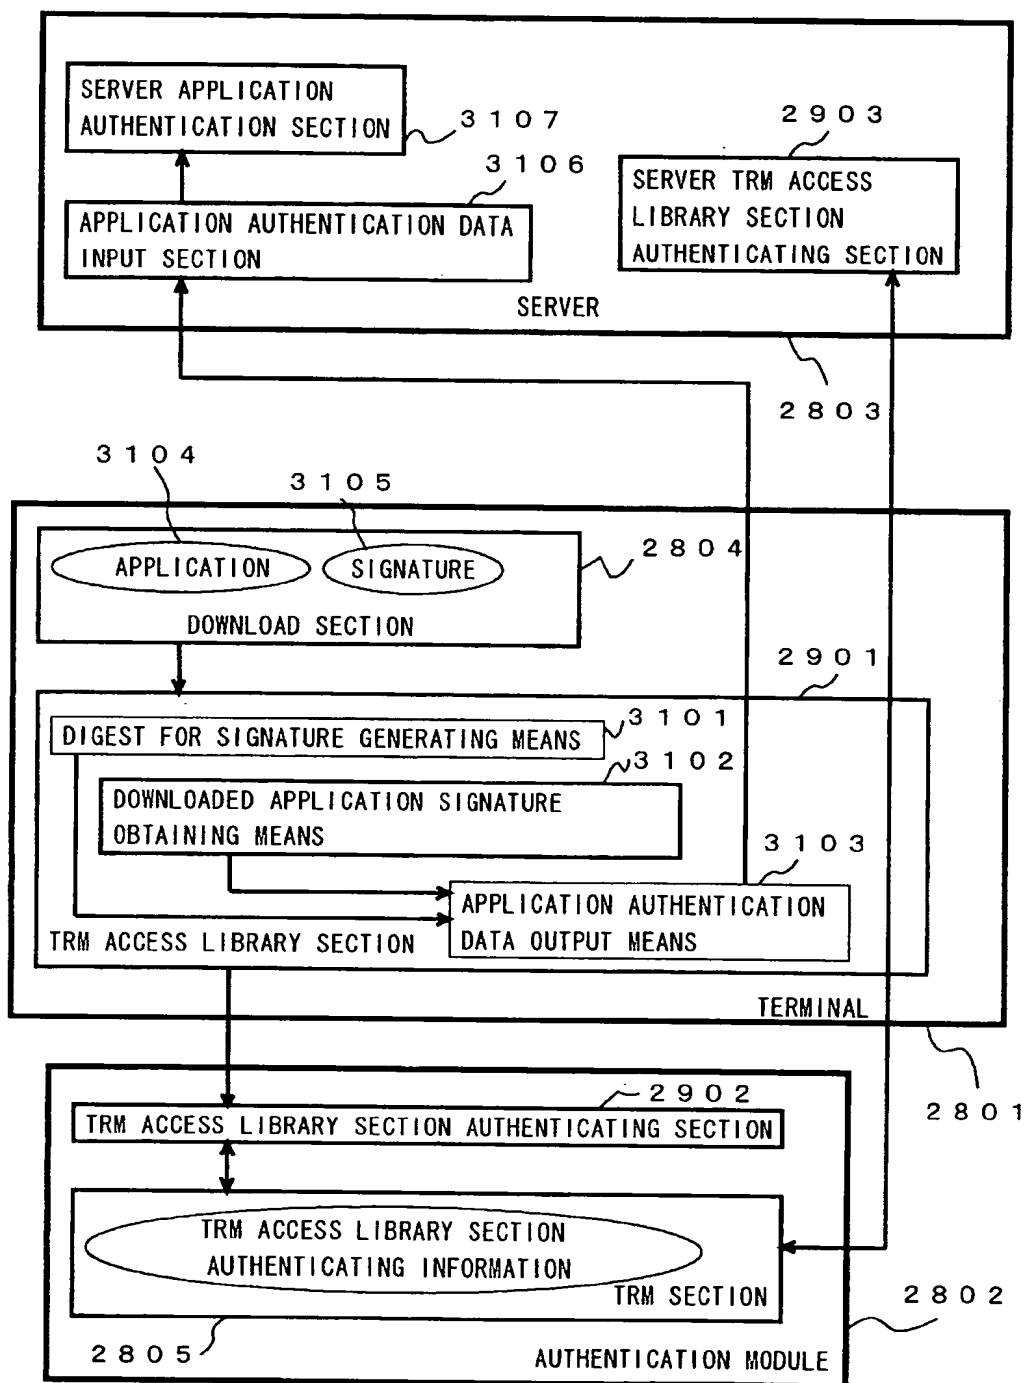 SERVER APPLICATION
AUTHENTICATION SECTION
3107
2903
3106
SERVER TRM ACCESS
LIBRARY SECTION
AUTHENTICATING SECTION
APPLICATION AUTHENTICATION DATA
INPUT SECTION
SERVER
2803
3104
3105
2804
APPLICATION
SIGNATURE
DOWNLOAD SECTION
2901
3101
DIGEST FOR SIGNATURE GENERATING MEANS
3102
DOWNLOADED APPLICATION SIGNATURE
OBTAINING MEANS
3103
APPLICATION AUTHENTICATION
DATA OUTPUT MEANS
TRM ACCESS LIBRARY SECTION
TERMINAL
2801
2902
TRM ACCESS LIBRARY SECTION AUTHENTICATING SECTION
TRM ACCESS LIBRARY SECTION
AUTHENTICATING INFORMATION
TRM SECTION
2802
2805
AUTHENTICATION MODULE